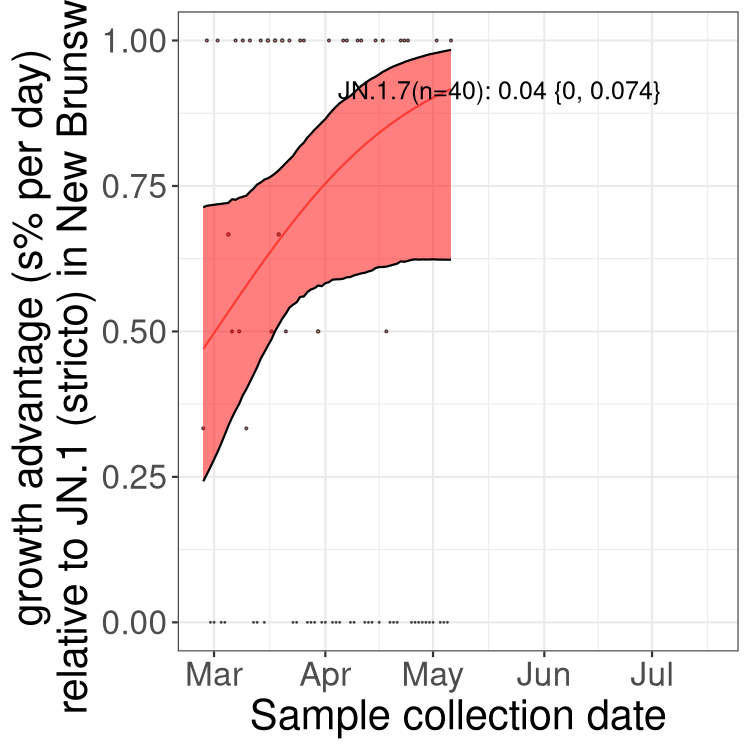 growth advantage (s% per day)
relative to JN.1 (stricto) in New Brunsw
1.00
0.75
0.50
0.25
0.00
JN.1.7(n=40): 0.04 {0, 0.074}
Mar Apr May Jun Jul
Sample collection date